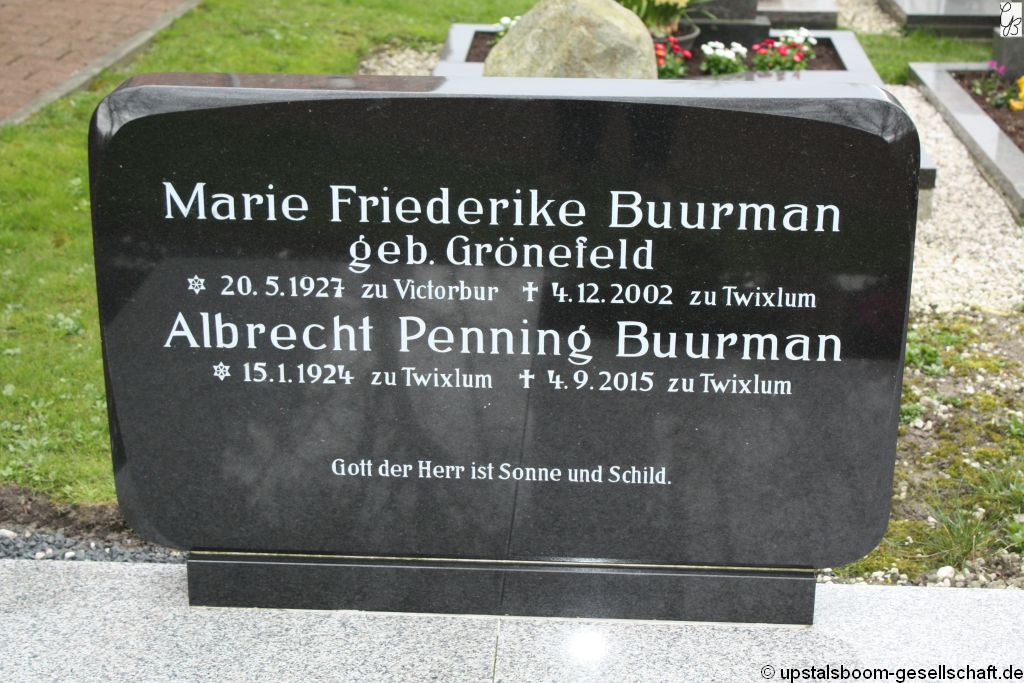 Marie Friederike Buurman
geb. Grönefeld
✡ 20.5.1927 zu Victorbur ✝ 4.12.2002 zu Twixlum
Albrecht Penning Buurman
✡ 15.1.1924 zu Twixlum ✝ 4.9.2015 zu Twixlum
Gott der Herr ist Sonne und Schild.
© upstalsboom-gesellschaft.de